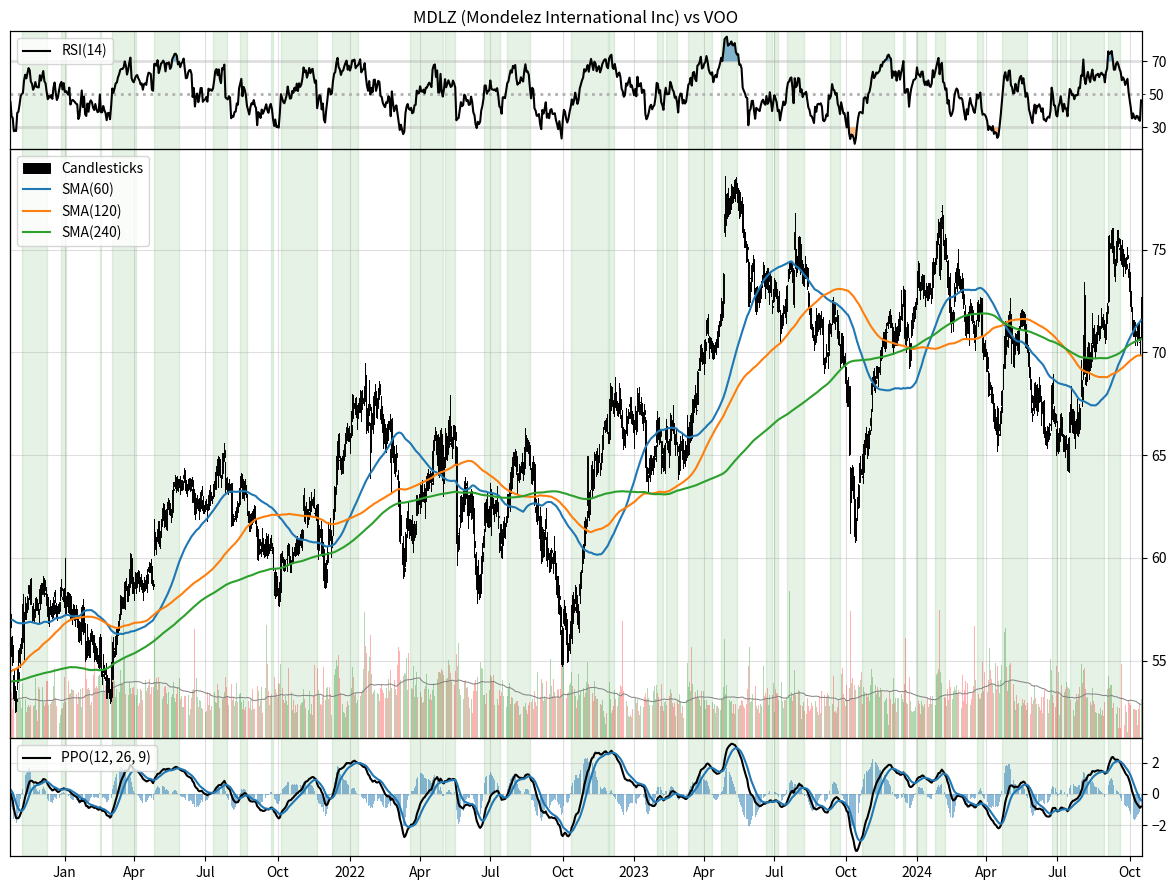 MDLZ (Mondelez International Inc) vs VOO
RSI(14)
70
50
30
Candlesticks
SMA(60)
SMA(120)
SMA(240)
75
70
65
60
55
PPO(12, 26, 9)
2
0
−2
Jan Apr Jul Oct 2022 Apr Jul Oct 2023 Apr Jul Oct 2024 Apr Jul Oct